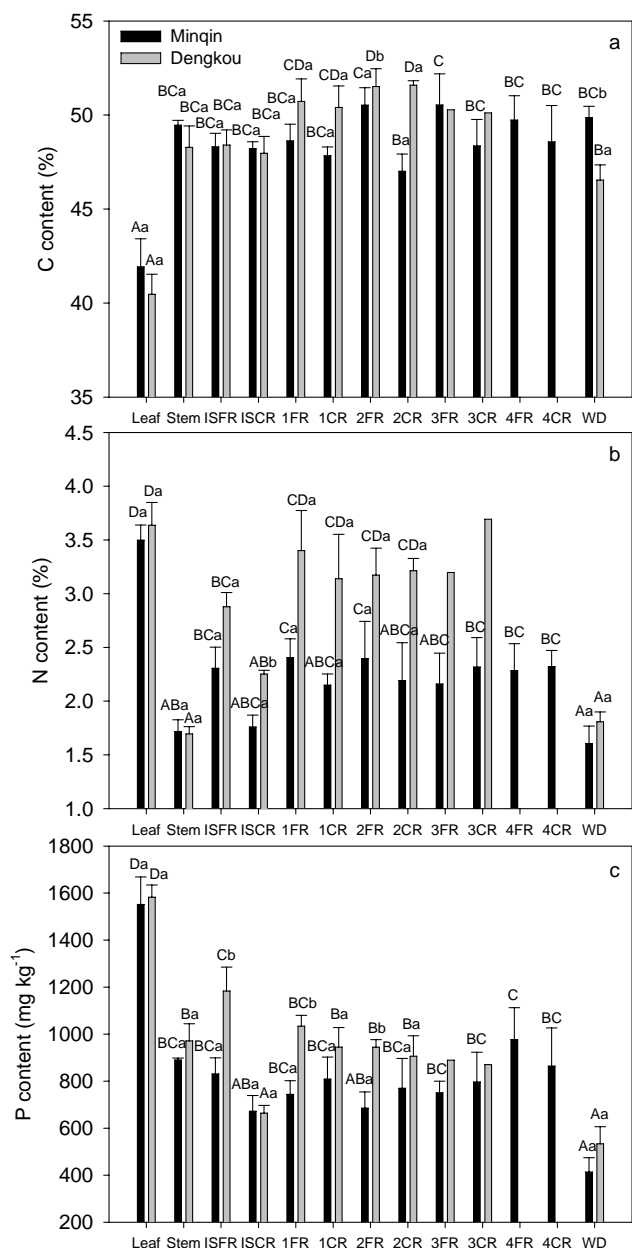 55
50
45
40
35
C content (%)
Minqin
Dengkou
a
Aa Aa BCa BCa BCa BCa BCa BCa BCa CDa BCa CDa Ca Db Ba Da C BC BC BC BCb Ba
Leaf Stem ISFR ISCR 1FR 1CR 2FR 2CR 3FR 3CR 4FR 4CR WD
4.5
4.0
3.5
3.0
2.5
2.0
1.5
1.0
N content (%)
b
Da Da ABa Aa BCa BCa ABCa ABb Ca CDa ABCa CDa Ca CDa ABCa CDa ABC BC BC BC Aa Aa
Leaf Stem ISFR ISCR 1FR 1CR 2FR 2CR 3FR 3CR 4FR 4CR WD
1800
1600
1400
1200
1000
800
600
400
200
P content (mg kg⁻¹)
c
Da Da BCa Ba BCa Cb ABa Aa BCa BCb BCa Ba ABa Bb BCa Ba BC BC C BC Aa Aa
Leaf Stem ISFR ISCR 1FR 1CR 2FR 2CR 3FR 3CR 4FR 4CR WD